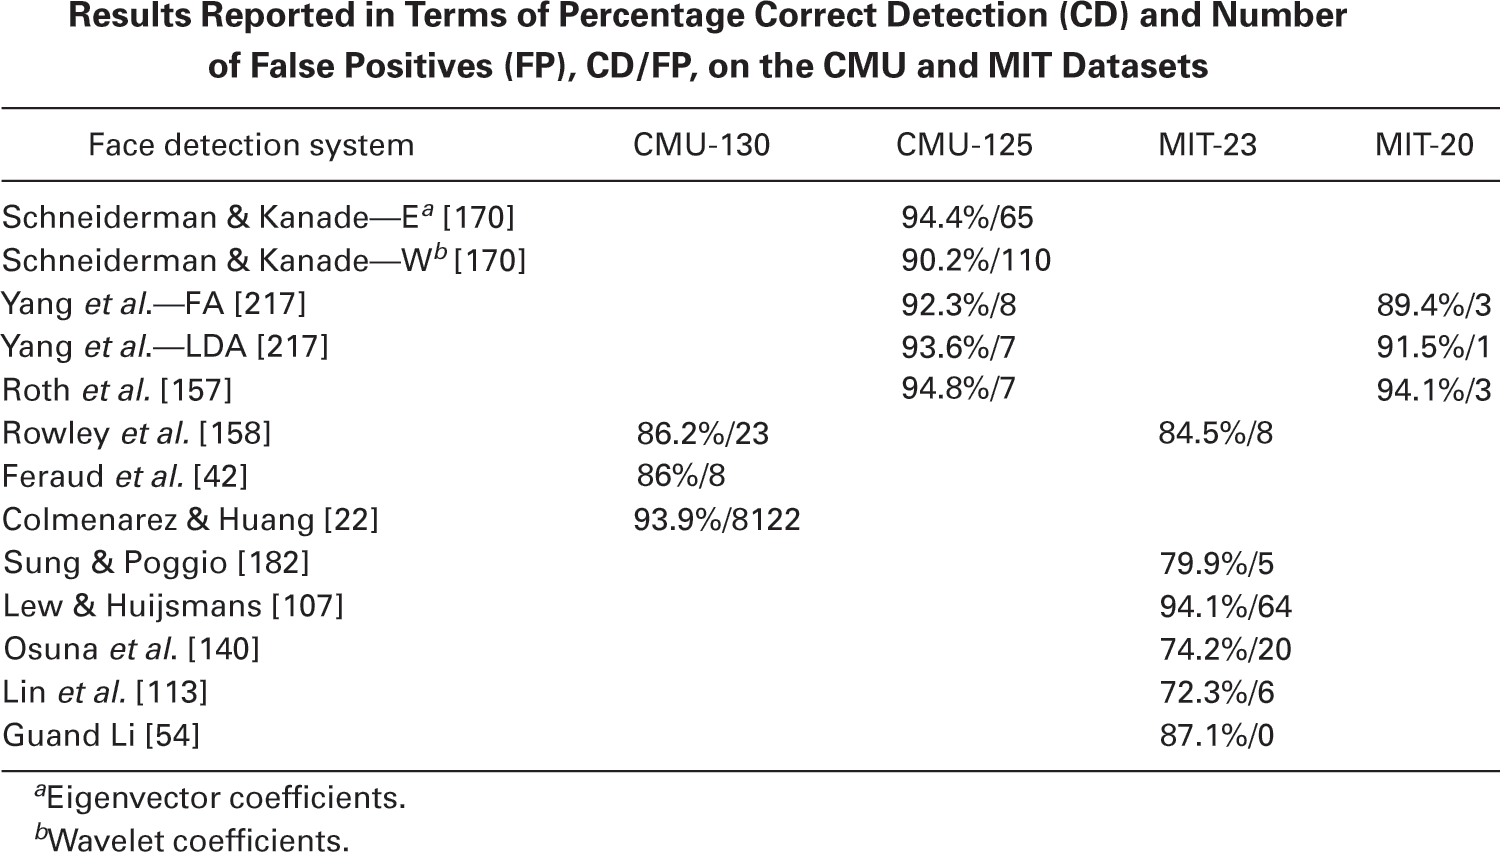 Results Reported in Terms of Percentage Correct Detection (CD) and Number
of False Positives (FP), CD/FP, on the CMU and MIT Datasets
Face detection system CMU-130 CMU-125 MIT-23 MIT-20
Schneiderman & Kanade—Ea [170] 94.4%/65
Schneiderman & Kanade—Wb [170] 90.2%/110
Yang et al.—FA [217] 92.3%/8 89.4%/3
Yang et al.—LDA [217] 93.6%/7 91.5%/1
Roth et al. [157] 94.8%/7 94.1%/3
Rowley et al. [158] 86.2%/23 84.5%/8
Feraud et al. [42] 86%/8
Colmenarez & Huang [22] 93.9%/8122
Sung & Poggio [182] 79.9%/5
Lew & Huijsmans [107] 94.1%/64
Osuna et al. [140] 74.2%/20
Lin et al. [113] 72.3%/6
Guand Li [54] 87.1%/0
aEigenvector coefficients.
bWavelet coefficients.